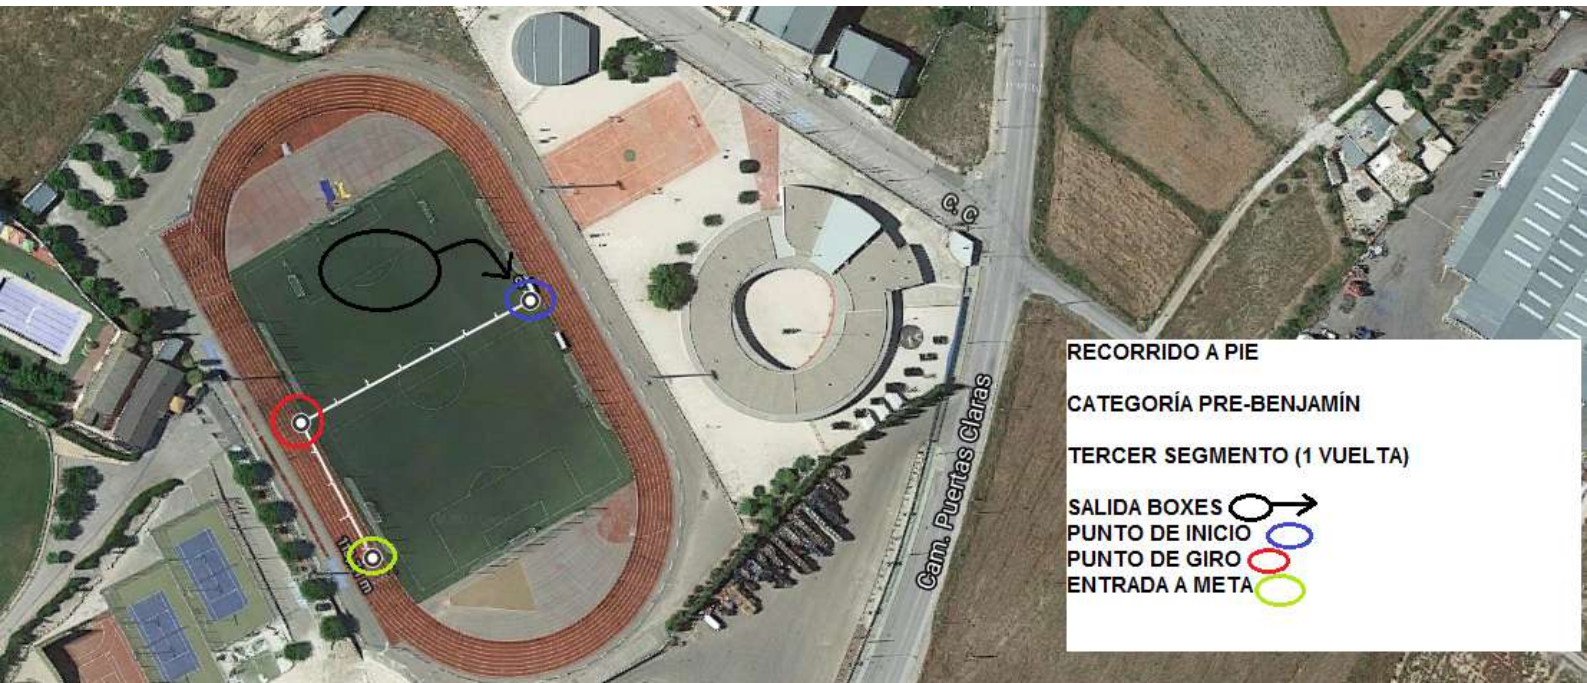 C. C.
Cam. Puertas Claras
RECORRIDO A PIE
CATEGORÍA PRE-BENJAMÍN
TERCER SEGMENTO (1 VUELTA)
SALIDA BOXES
PUNTO DE INICIO
PUNTO DE GIRO
ENTRADA A META